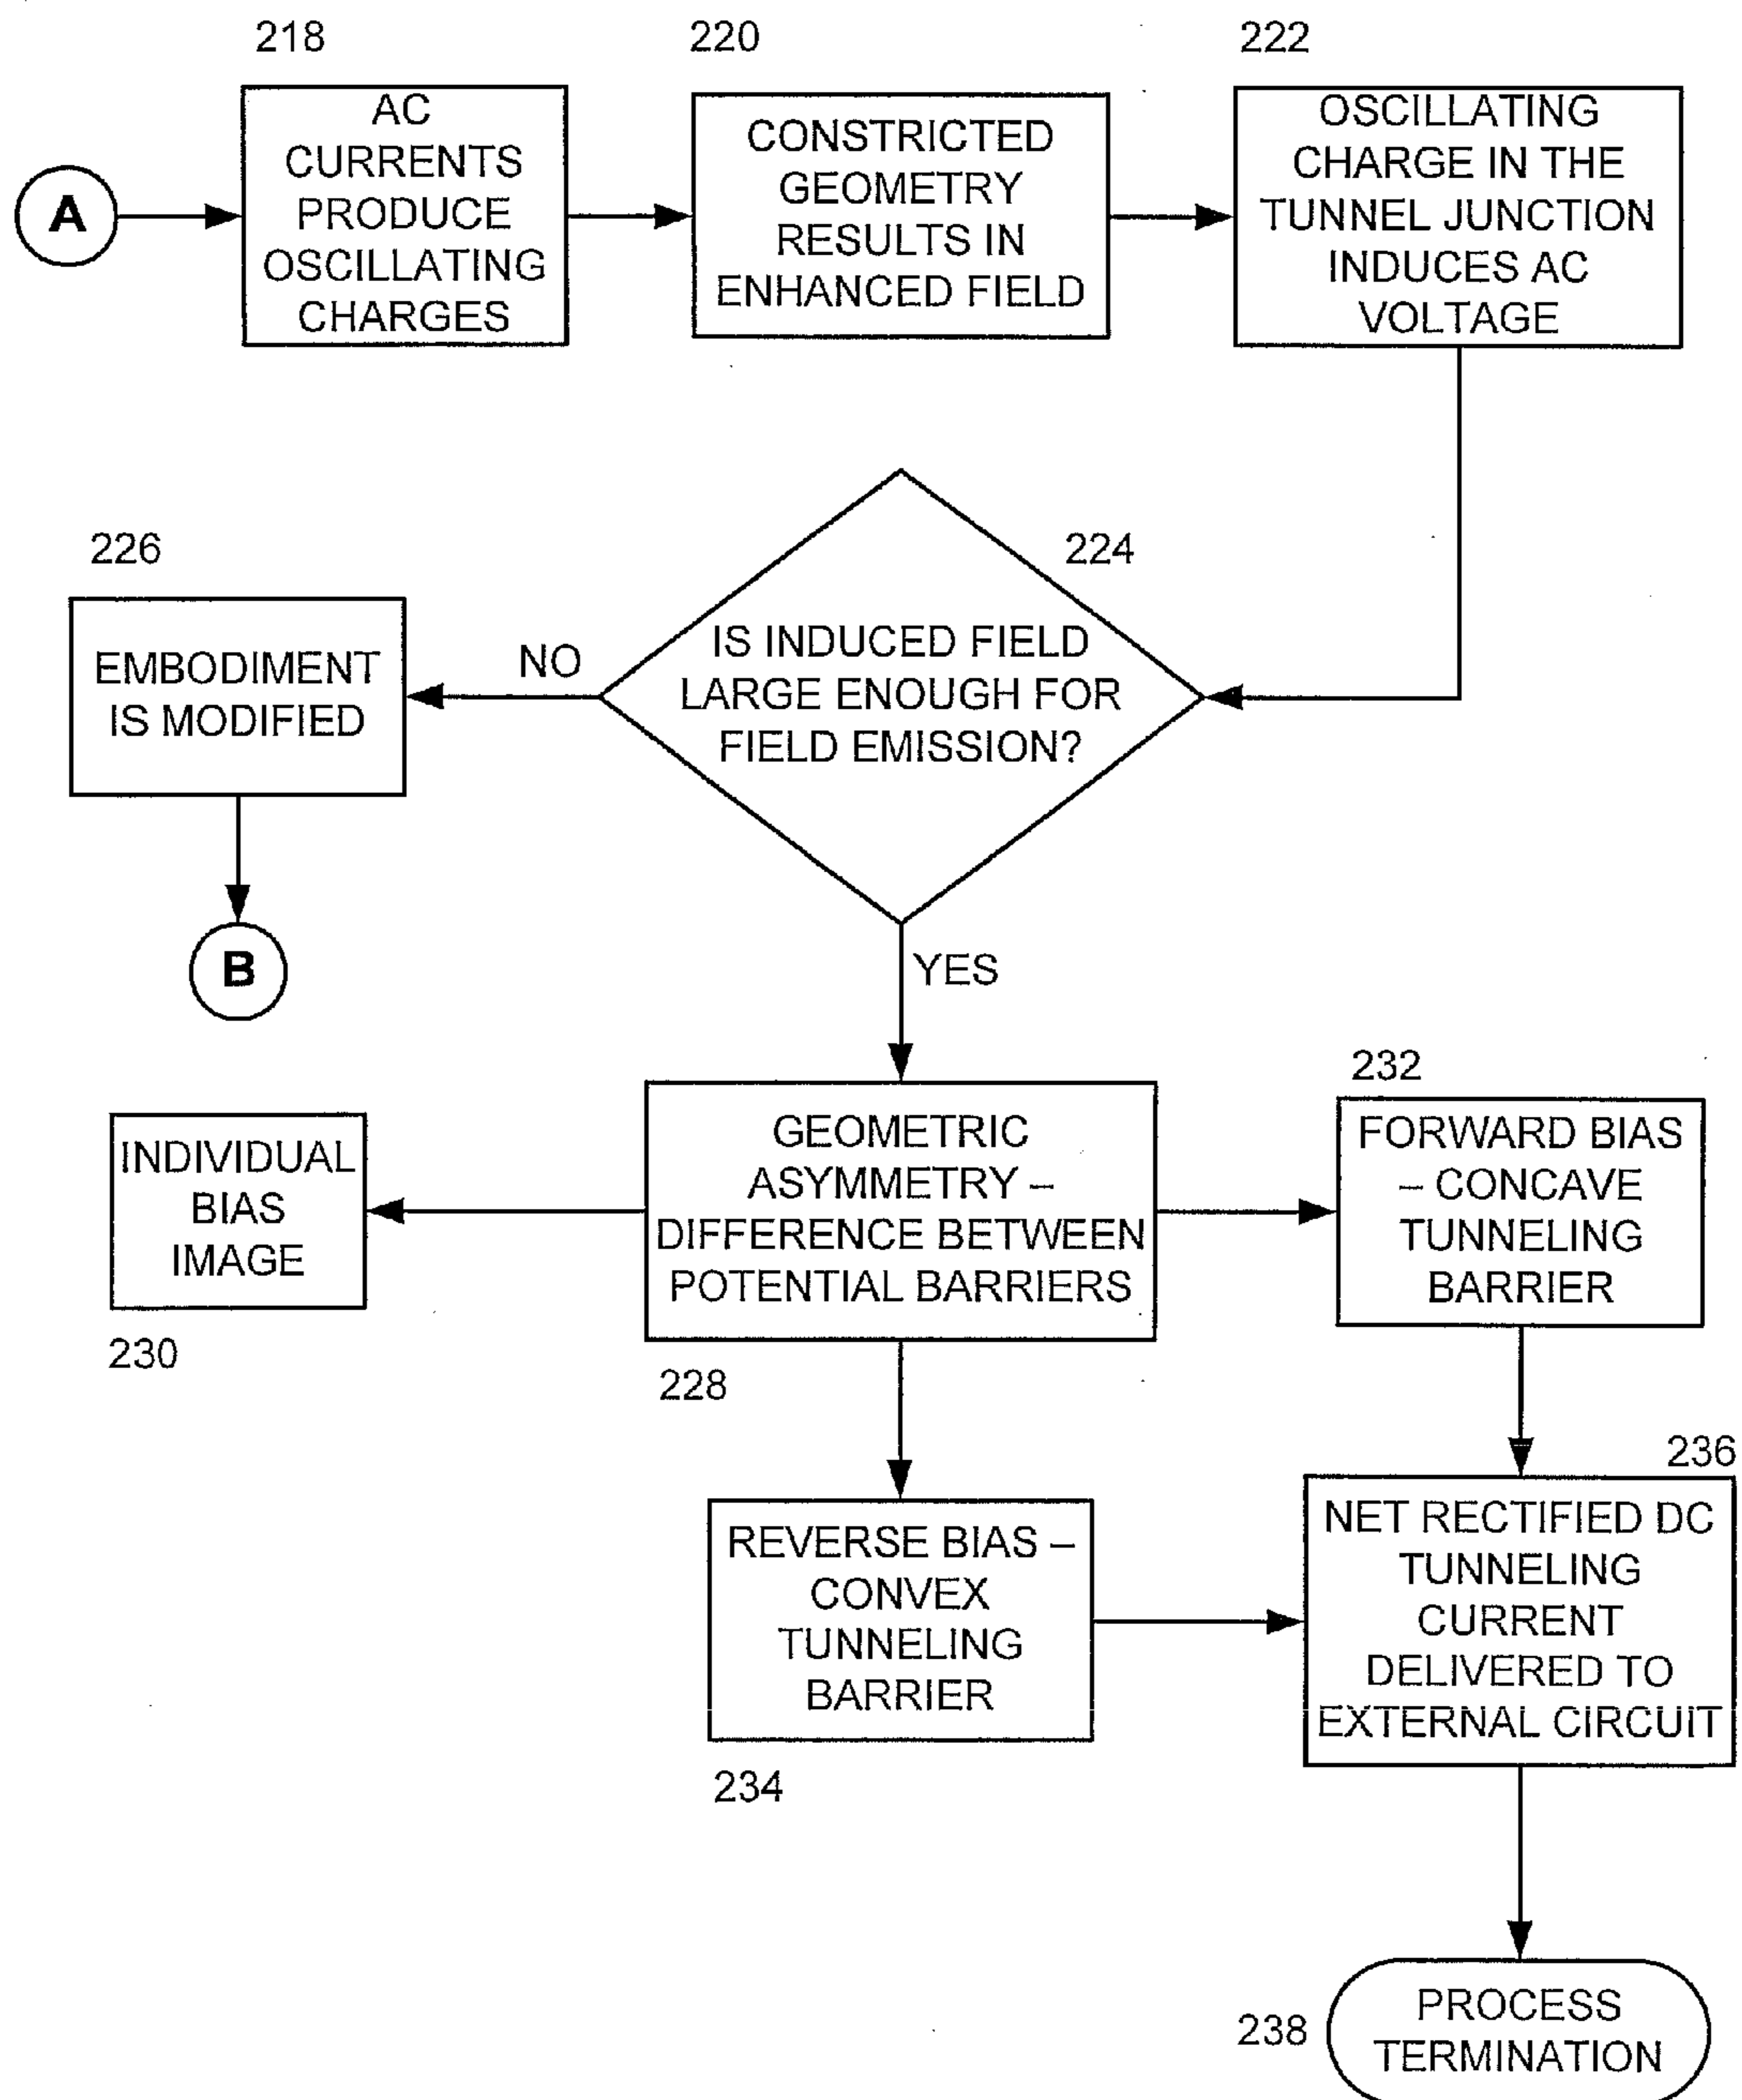 218
220
222
A
AC
CURRENTS
PRODUCE
OSCILLATING
CHARGES
CONSTRICTED
GEOMETRY
RESULTS IN
ENHANCED FIELD
OSCILLATING
CHARGE IN THE
TUNNEL JUNCTION
INDUCES AC
VOLTAGE
224
IS INDUCED FIELD
LARGE ENOUGH FOR
FIELD EMISSION?
NO
226
EMBODIMENT
IS MODIFIED
B
YES
GEOMETRIC
ASYMMETRY –
DIFFERENCE BETWEEN
POTENTIAL BARRIERS
228
INDIVIDUAL
BIAS
IMAGE
230
232
FORWARD BIAS
– CONCAVE
TUNNELING
BARRIER
REVERSE BIAS –
CONVEX
TUNNELING
BARRIER
234
236
NET RECTIFIED DC
TUNNELING
CURRENT
DELIVERED TO
EXTERNAL CIRCUIT
238
PROCESS
TERMINATION